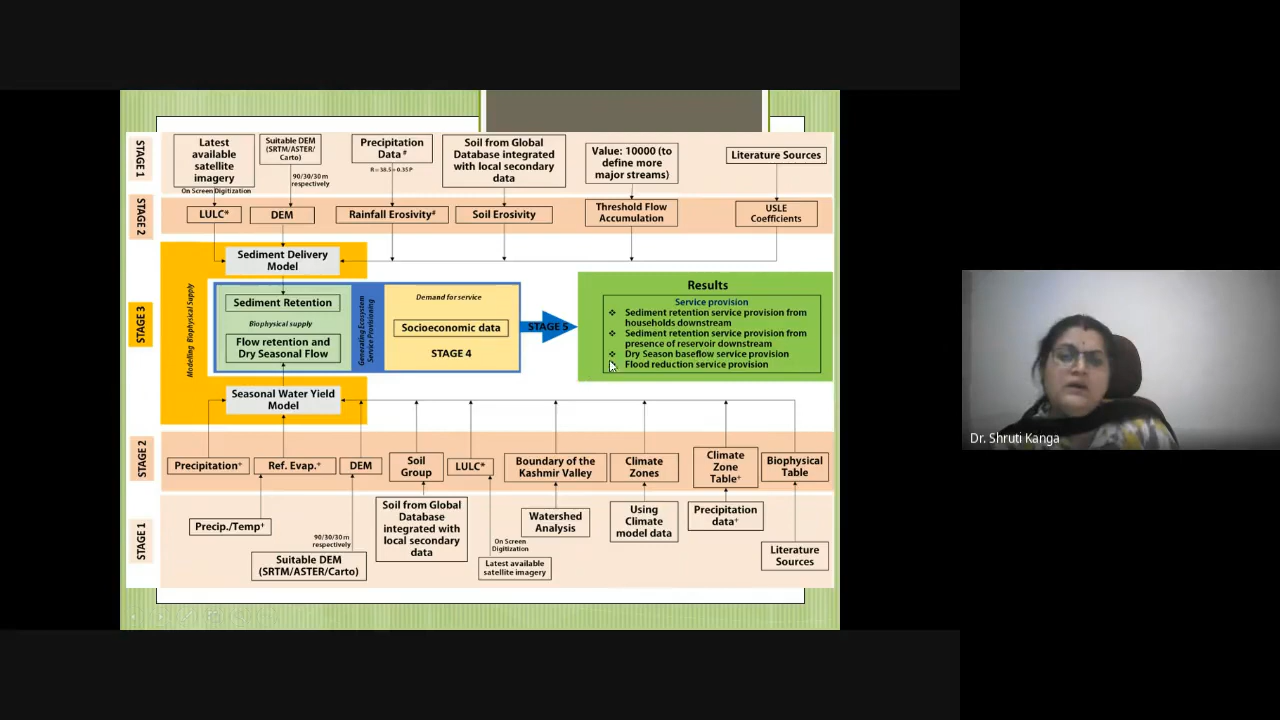 STAGE 1
Latest
available
satellite
imagery
Suitable DEM
(SRTM/ASTER/
Carto)
Precipitation
Data #
Soil from Global
Database integrated
with local secondary
data
Value: 10000 (to
define more
major streams)
Literature Sources
R = 38.5 + 0.35 P
90/30/30 m
respectively
On Screen Digitization
STAGE 2
LULC*
DEM
Rainfall Erosivity#
Soil Erosivity
Threshold Flow
Accumulation
USLE
Coefficients
STAGE 3
Modelling Biophysical Supply
Sediment Delivery
Model
Sediment Retention
Biophysical supply
Flow retention and
Dry Seasonal Flow
Generating Ecosystem
Service Provisioning
Demand for service
Socioeconomic data
STAGE 4
STAGE 5
Results
Service provision
❖ Sediment retention service provision from
households downstream
❖ Sediment retention service provision from
presence of reservoir downstream
❖ Dry Season baseflow service provision
❖ Flood reduction service provision
Seasonal Water Yield
Model
STAGE 2
Precipitation+
Ref. Evap.+
DEM
Soil
Group
LULC*
Boundary of the
Kashmir Valley
Climate
Zones
Climate
Zone
Table+
Biophysical
Table
STAGE 1
Precip./Temp+
90/30/30 m
respectively
Suitable DEM
(SRTM/ASTER/Carto)
Soil from Global
Database
integrated with
local secondary
data
On Screen
Digitization
Latest available
satellite imagery
Watershed
Analysis
Using
Climate
model data
Precipitation
data+
Literature
Sources
Dr. Shruti Kanga